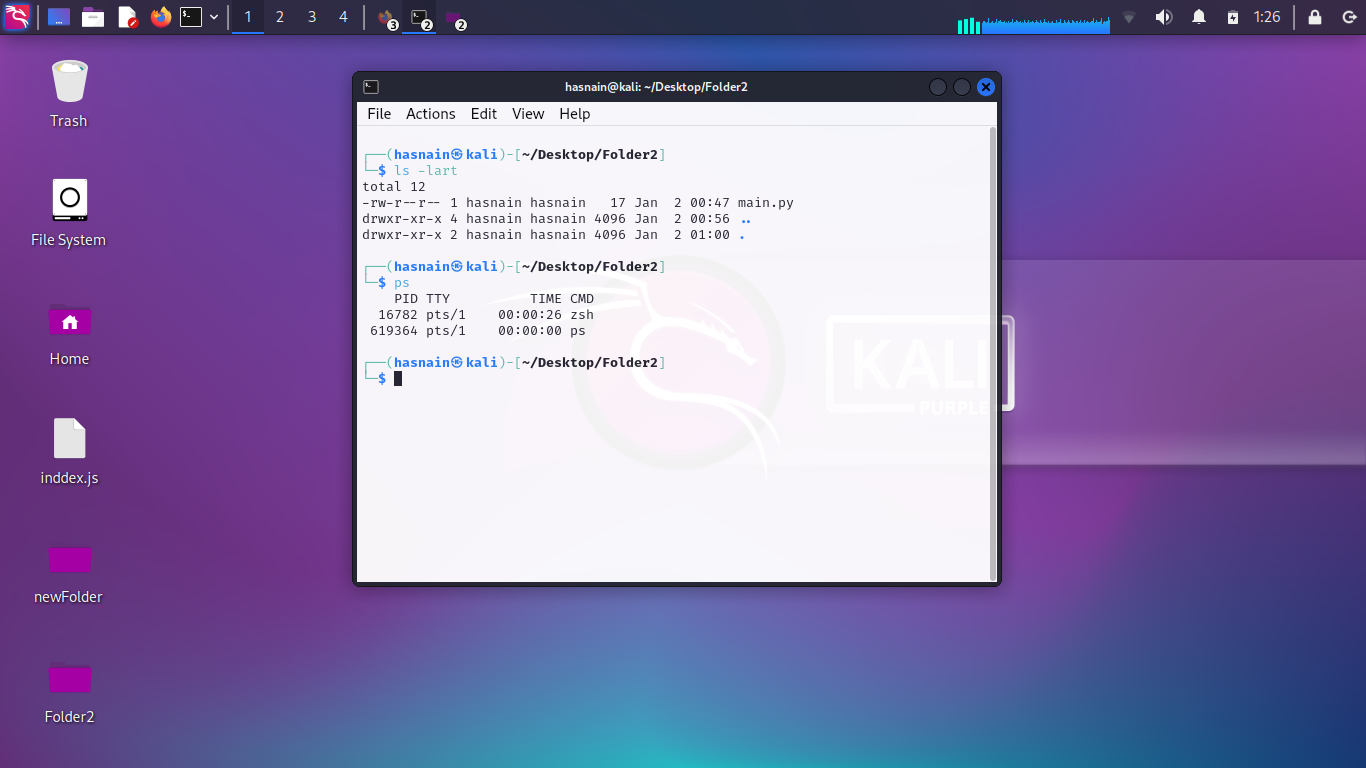 1 2 3 4 3 2 2 1:26
Trash
File System
Home
inddex.js
newFolder
Folder2
hasnain@kali: ~/Desktop/Folder2
File Actions Edit View Help
┌──(hasnain㉿kali)-[~/Desktop/Folder2]
└─$ ls -lart
total 12
-rw-r--r-- 1 hasnain hasnain   17 Jan  2 00:47 main.py
drwxr-xr-x 4 hasnain hasnain 4096 Jan  2 00:56 ..
drwxr-xr-x 2 hasnain hasnain 4096 Jan  2 01:00 .
┌──(hasnain㉿kali)-[~/Desktop/Folder2]
└─$ ps
    PID TTY          TIME CMD
  16782 pts/1    00:00:26 zsh
 619364 pts/1    00:00:00 ps
┌──(hasnain㉿kali)-[~/Desktop/Folder2]
└─$
KALI
PURPLE